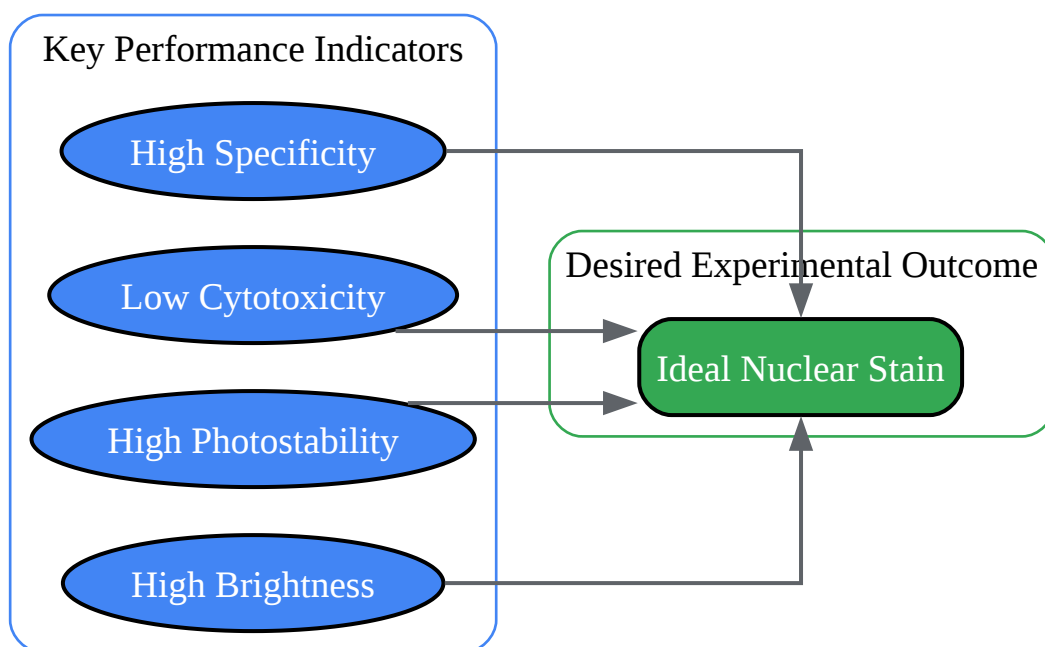 Key Performance Indicators
High Specificity
Low Cytotoxicity
High Photostability
High Brightness
Desired Experimental Outcome
Ideal Nuclear Stain